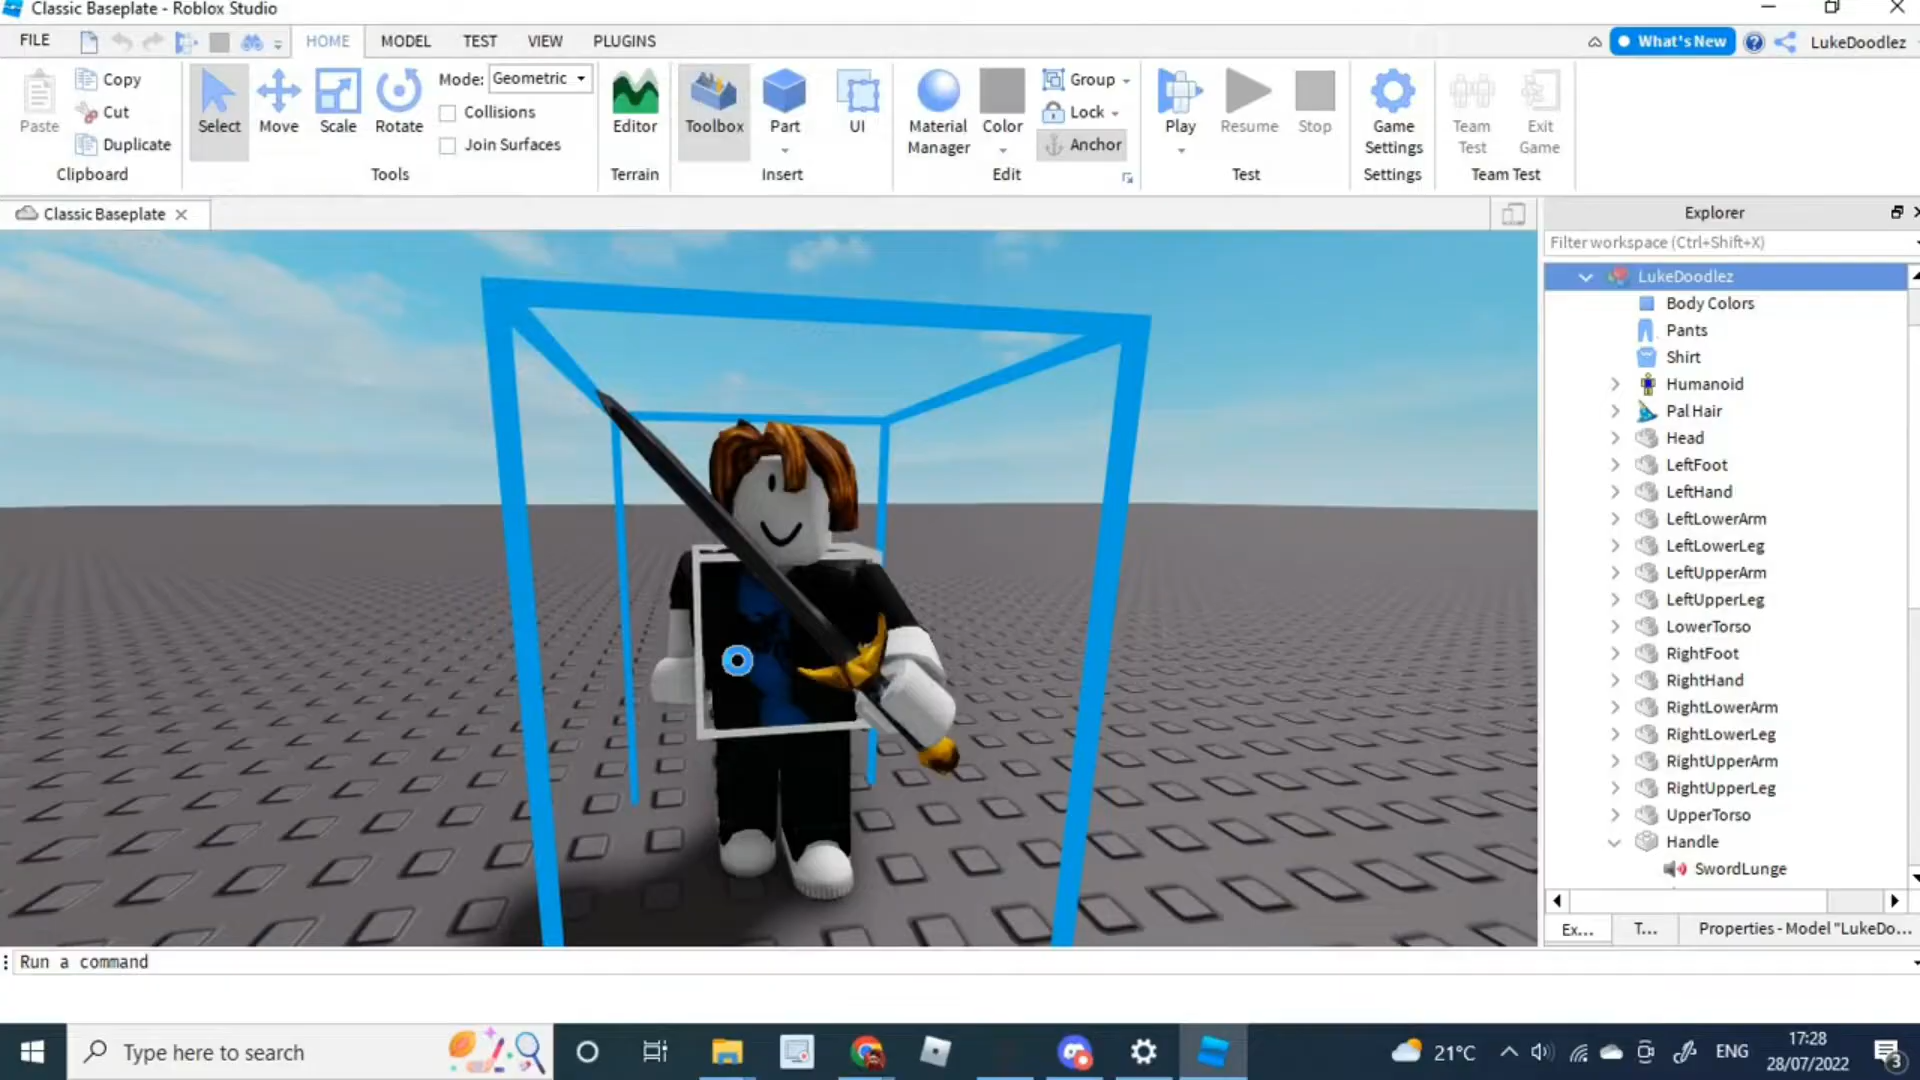 Classic Baseplate - Roblox Studio
FILE
HOME
MODEL
TEST
VIEW
PLUGINS
What's New
LukeDoodlez
Paste
Copy
Cut
Duplicate
Clipboard
Select
Move
Scale
Rotate
Mode: Geometric
Collisions
Join Surfaces
Tools
Editor
Terrain
Toolbox
Part
UI
Insert
Material
Manager
Color
Group
Lock
Anchor
Edit
Play
Resume
Stop
Test
Game
Settings
Settings
Team
Test
Exit
Game
Team Test
Classic Baseplate
Explorer
Filter workspace (Ctrl+Shift+X)
LukeDoodlez
Body Colors
Pants
Shirt
Humanoid
Pal Hair
Head
LeftFoot
LeftHand
LeftLowerArm
LeftLowerLeg
LeftUpperArm
LeftUpperLeg
LowerTorso
RightFoot
RightHand
RightLowerArm
RightLowerLeg
RightUpperArm
RightUpperLeg
UpperTorso
Handle
SwordLunge
Ex...
T...
Properties - Model "LukeDo...
Run a command
Type here to search
21°C
ENG
17:28
28/07/2022
3